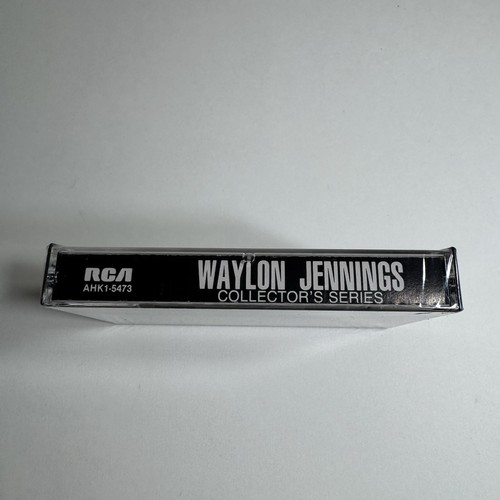 RCA
AHK1-5473
WAYLON JENNINGS
COLLECTOR'S SERIES